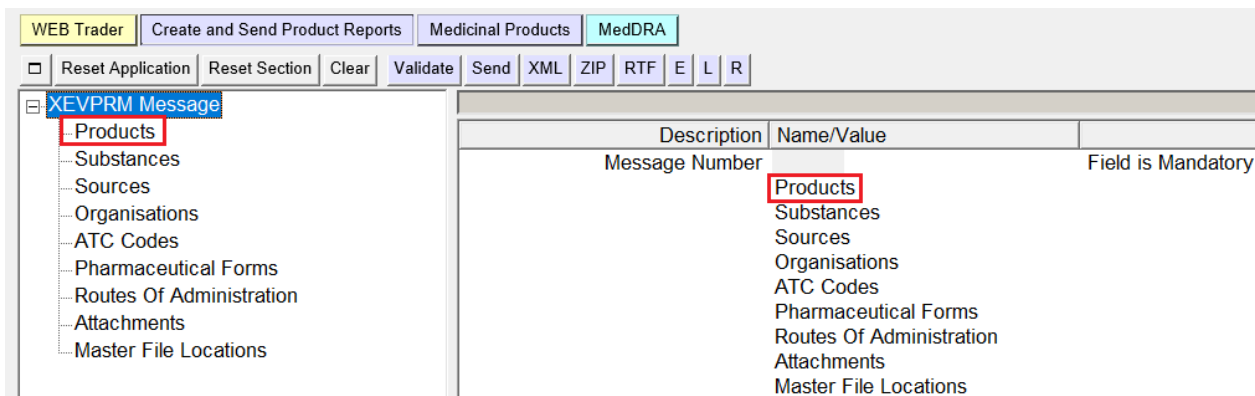 WEB Trader Create and Send Product Reports Medicinal Products MedDRA
Reset Application Reset Section Clear Validate Send XML ZIP RTF E L R
XEVPRM Message
Products
Substances
Sources
Organisations
ATC Codes
Pharmaceutical Forms
Routes Of Administration
Attachments
Master File Locations
Description Name/Value
Message Number Field is Mandatory
Products
Substances
Sources
Organisations
ATC Codes
Pharmaceutical Forms
Routes Of Administration
Attachments
Master File Locations